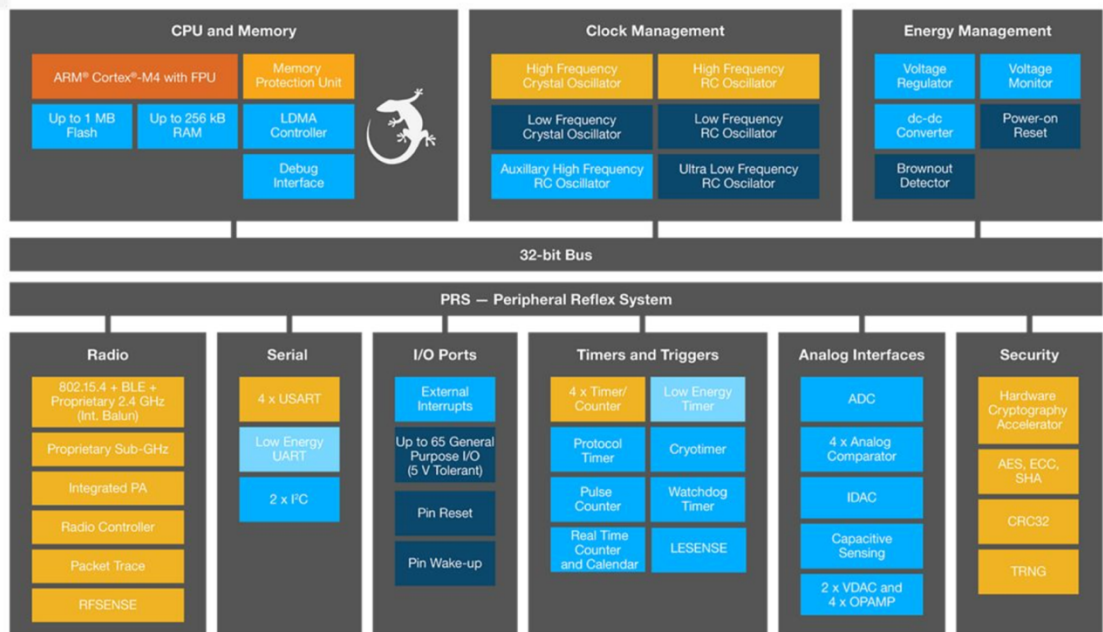 CPU and Memory
ARM® Cortex®-M4 with FPU
Memory
Protection Unit
Up to 1 MB
Flash
Up to 256 kB
RAM
LDMA
Controller
Debug
Interface
Clock Management
High Frequency
Crystal Oscillator
High Frequency
RC Oscillator
Low Frequency
Crystal Oscillator
Low Frequency
RC Oscillator
Auxillary High Frequency
RC Oscillator
Ultra Low Frequency
RC Oscilator
Energy Management
Voltage
Regulator
Voltage
Monitor
dc-dc
Converter
Power-on
Reset
Brownout
Detector
32-bit Bus
PRS — Peripheral Reflex System
Radio
802.15.4 + BLE +
Proprietary 2.4 GHz
(Int. Balun)
Proprietary Sub-GHz
Integrated PA
Radio Controller
Packet Trace
RFSENSE
Serial
4 x USART
Low Energy
UART
2 x I²C
I/O Ports
External
Interrupts
Up to 65 General
Purpose I/O
(5 V Tolerant)
Pin Reset
Pin Wake-up
Timers and Triggers
4 x Timer/
Counter
Low Energy
Timer
Protocol
Timer
Cryotimer
Pulse
Counter
Watchdog
Timer
Real Time
Counter
and Calendar
LESENSE
Analog Interfaces
ADC
4 x Analog
Comparator
IDAC
Capacitive
Sensing
2 x VDAC and
4 x OPAMP
Security
Hardware
Cryptography
Accelerator
AES, ECC,
SHA
CRC32
TRNG